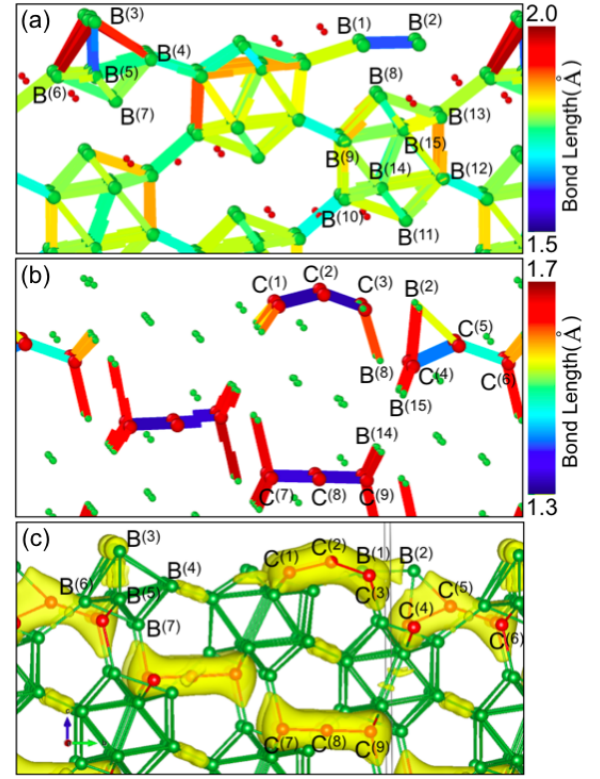 (a)
B(3)
B(1)
B(2)
2.0
B(4)
B(5)
B(6)
B(7)
B(8)
B(13)
B(15)
B(9)
B(14)
B(12)
B(10)
B(11)
Bond Length(Å)
1.5
(b)
1.7
C(1)
C(2)
C(3)
B(2)
C(5)
B(8)
C(4)
C(6)
B(15)
B(14)
C(7)
C(8)
C(9)
Bond Length(Å)
1.3
(c)
B(3)
C(1)
C(2)
B(1)
B(2)
B(4)
B(6)
B(5)
B(7)
C(3)
C(4)
C(5)
C(6)
C(7)
C(8)
C(9)